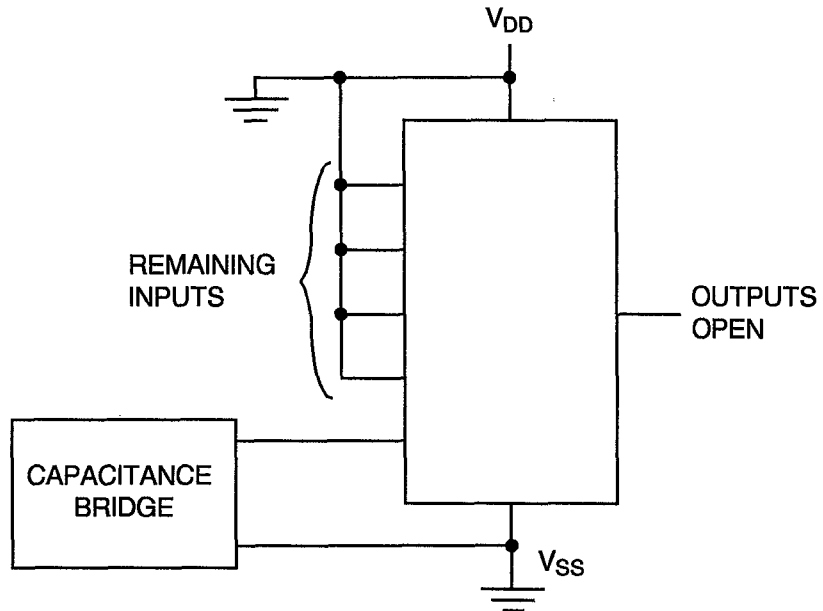 VDD
REMAINING
INPUTS
OUTPUTS
OPEN
CAPACITANCE
BRIDGE
VSS